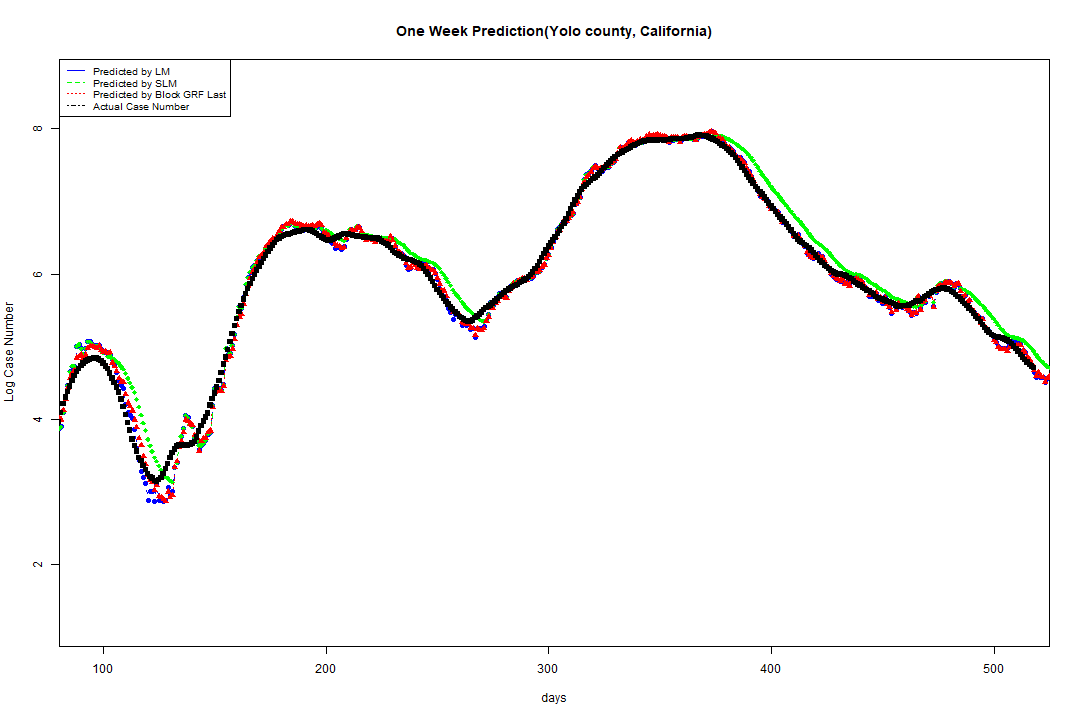 One Week Prediction(Yolo county, California)
Predicted by LM
Predicted by SLM
Predicted by Block GRF Last
Actual Case Number
8
6
4
2
Log Case Number
100 200 300 400 500
days